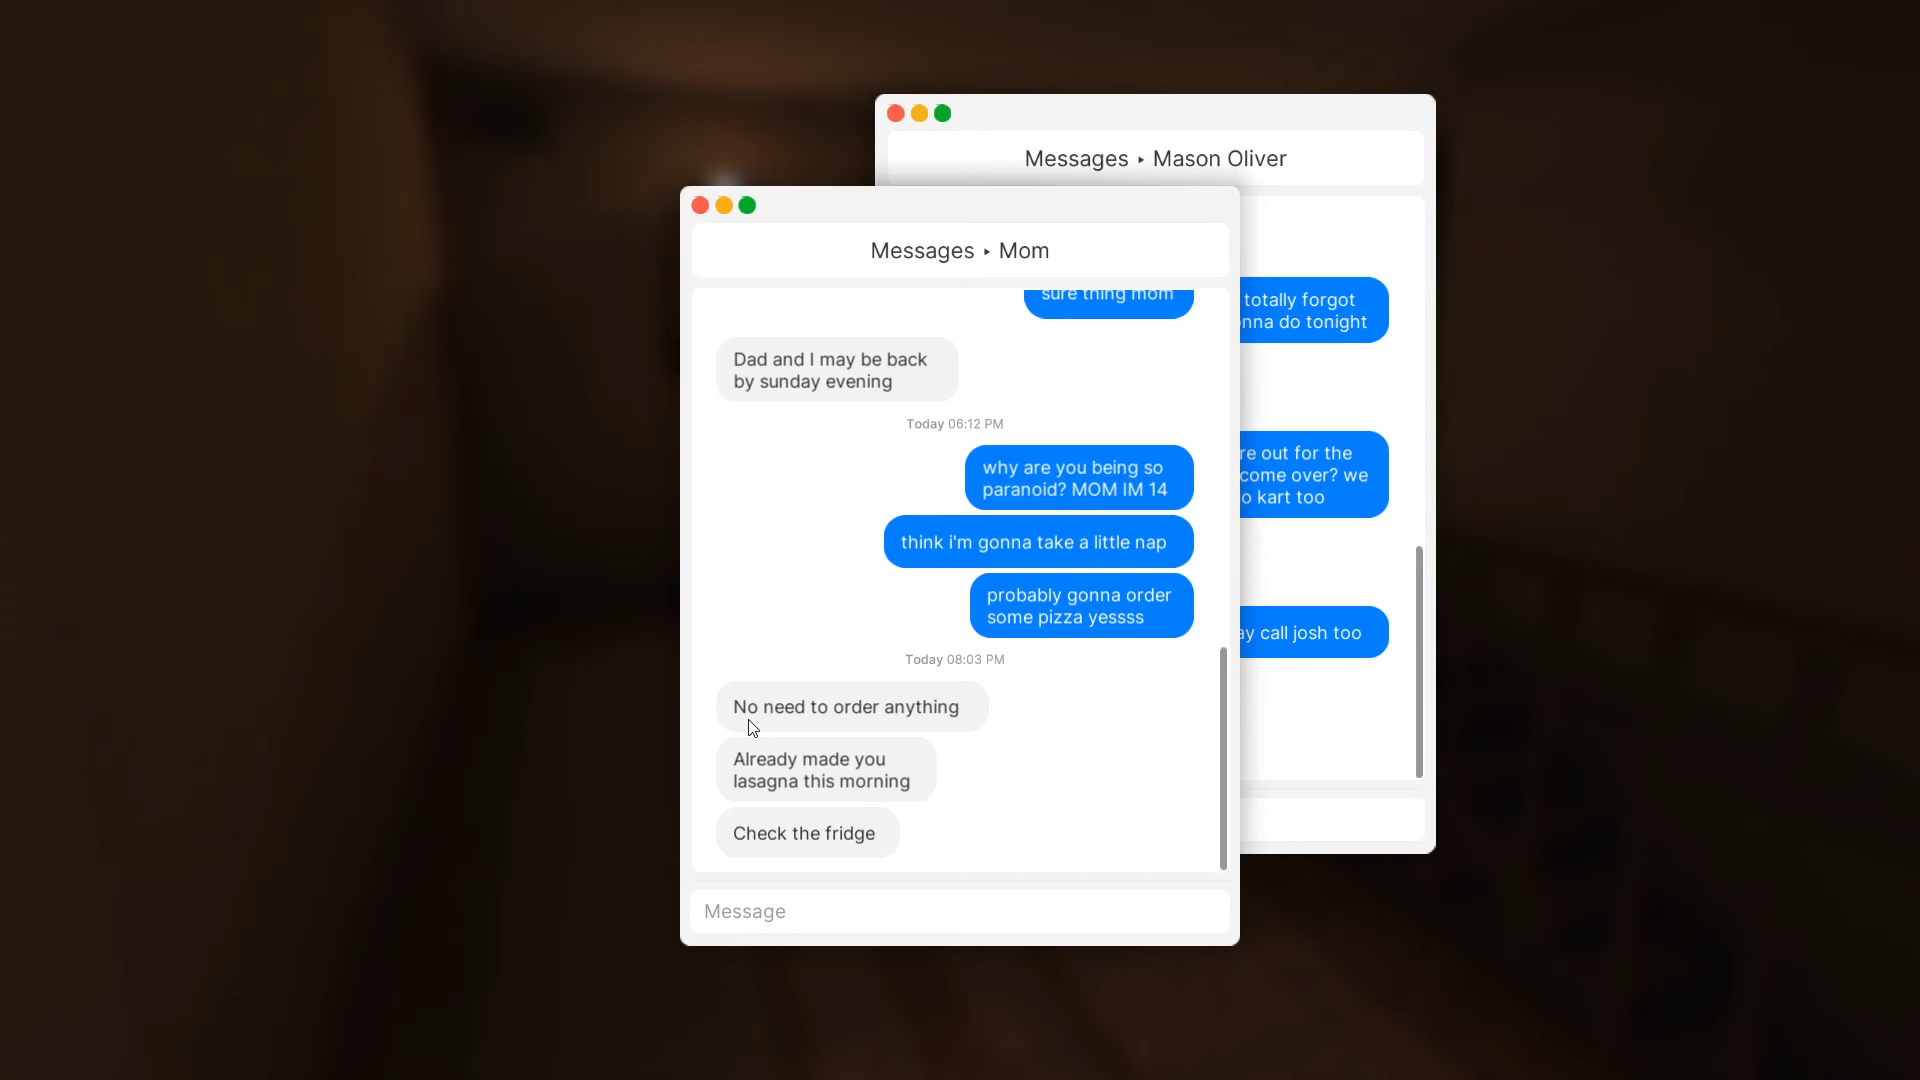 Messages ‣ Mason Oliver
totally forgot
do tonight
out for the
come over? we
kart too
call josh too
Messages ‣ Mom
sure thing mom
Dad and I may be back
by sunday evening
Today 06:12 PM
why are you being so
paranoid? MOM IM 14
think i'm gonna take a little nap
probably gonna order
some pizza yessss
Today 08:03 PM
No need to order anything
Already made you
lasagna this morning
Check the fridge
Message